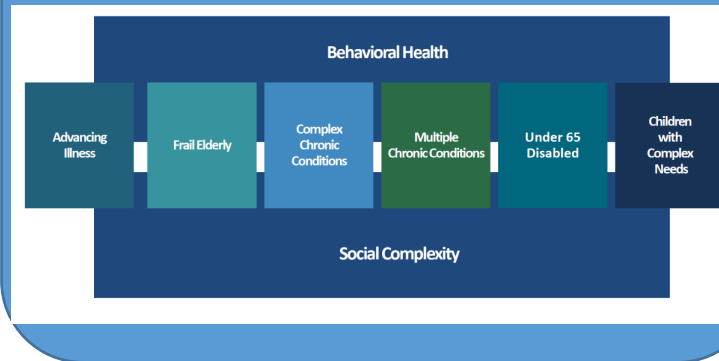 Behavioral Health
Advancing
Illness
Frail Elderly
Complex
Chronic
Conditions
Multiple
Chronic Conditions
Under 65
Disabled
Children
with
Complex
Needs
Social Complexity